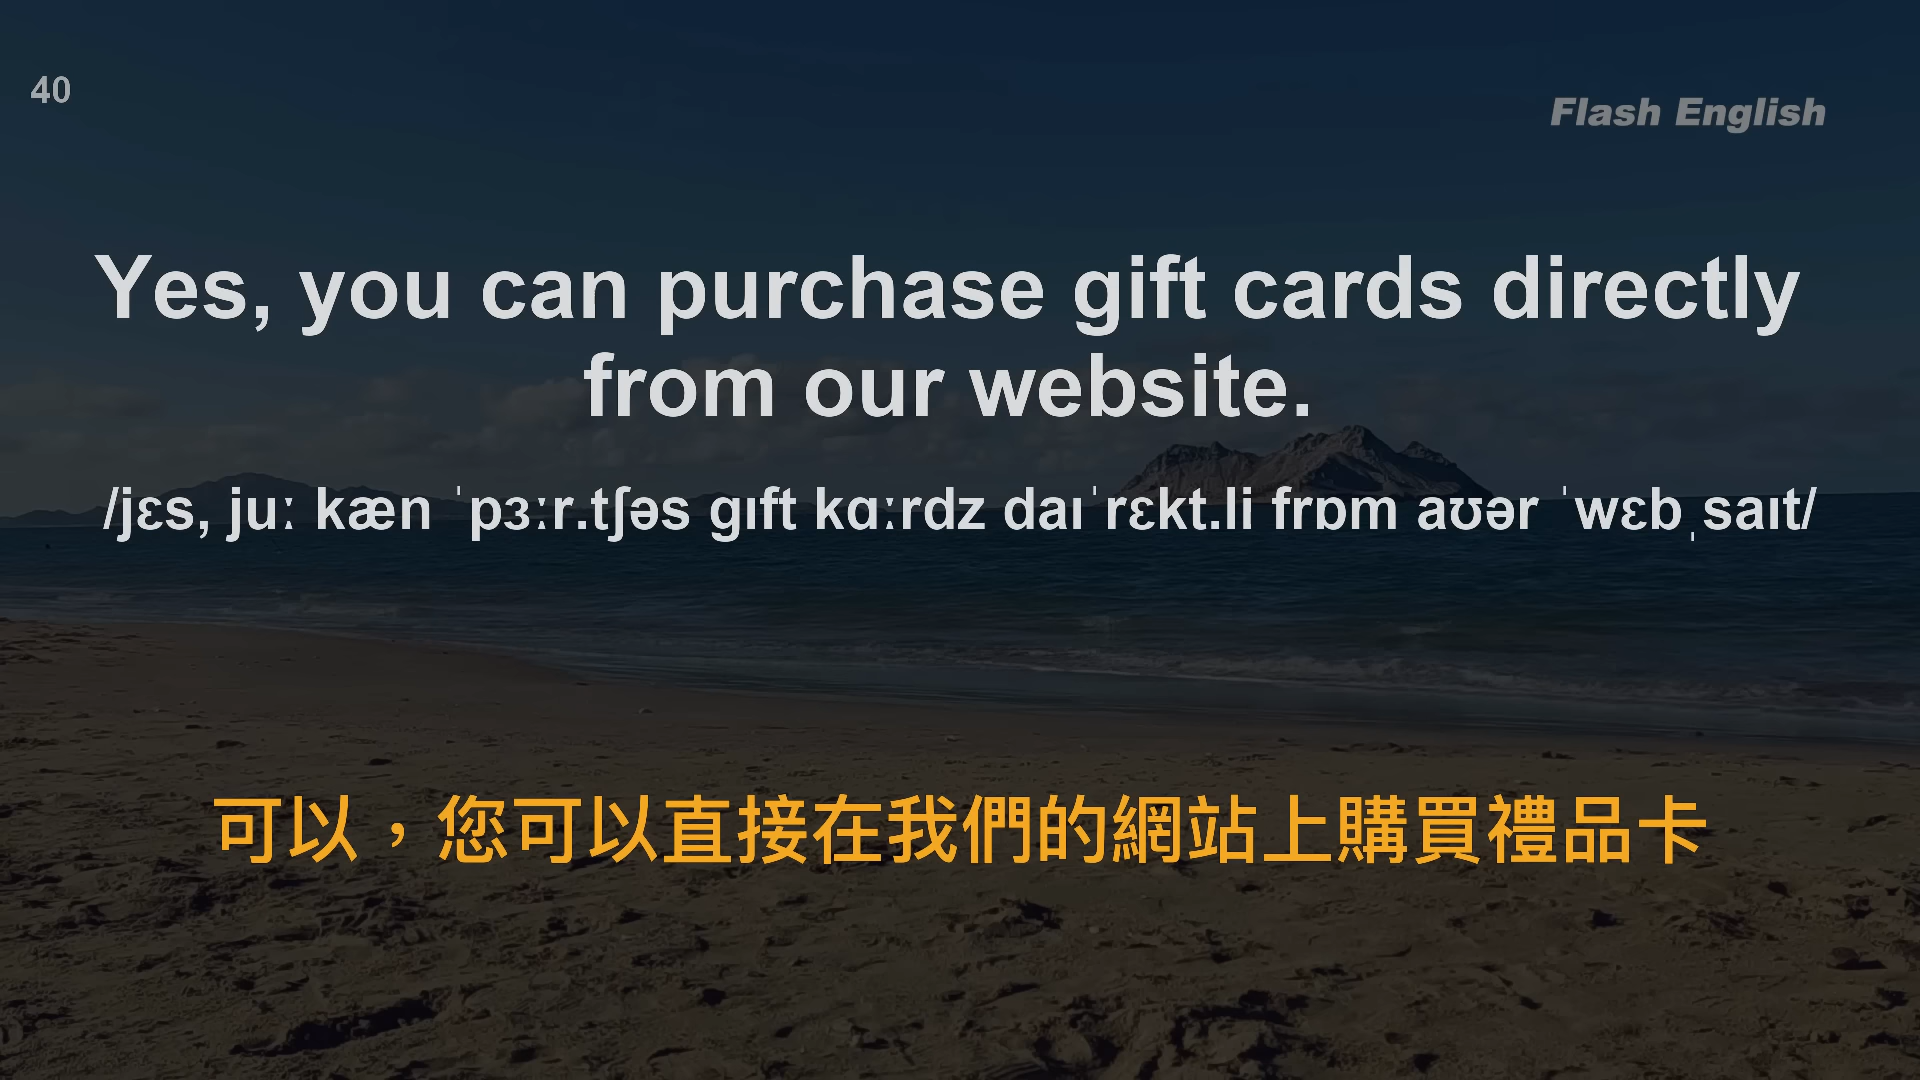 40
Flash English
Yes, you can purchase gift cards directly
from our website.
/jɛs, juː kæn ˈpɜːr.tʃəs gɪft kɑːrdz daɪˈrɛkt.li frɒm aʊər ˈwɛbˌsaɪt/
可以，您可以直接在我們的網站上購買禮品卡